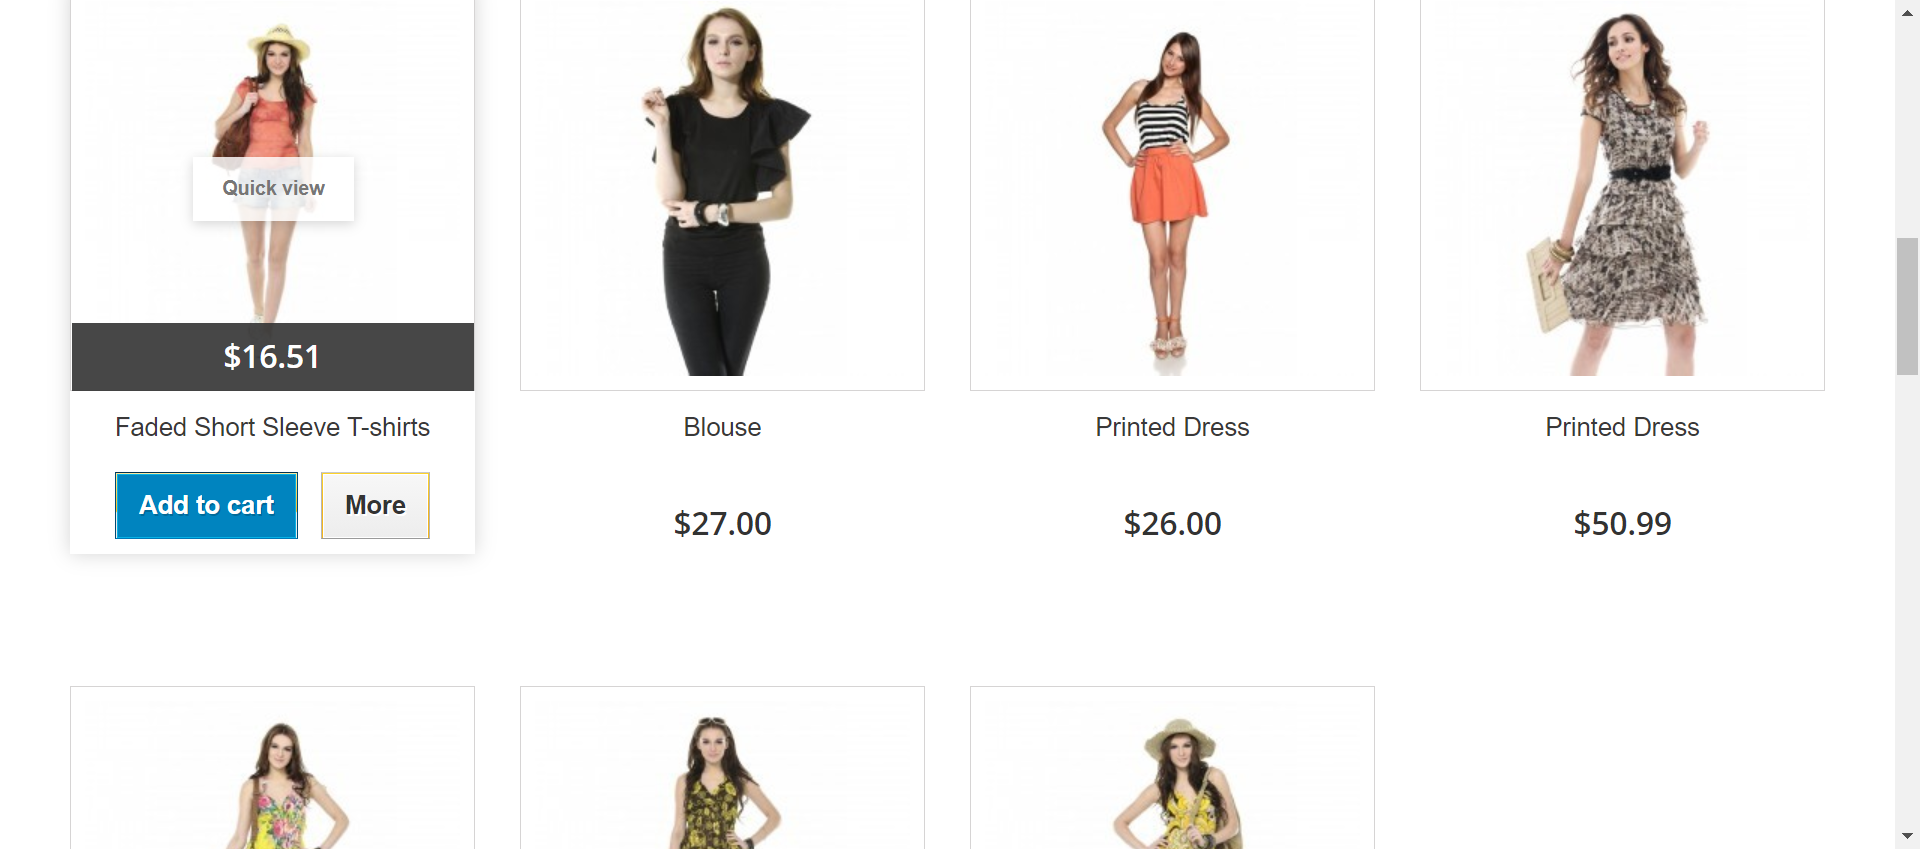 Quick view
$16.51
Faded Short Sleeve T-shirts
Blouse
Printed Dress
Printed Dress
Add to cart
More
$27.00
$26.00
$50.99